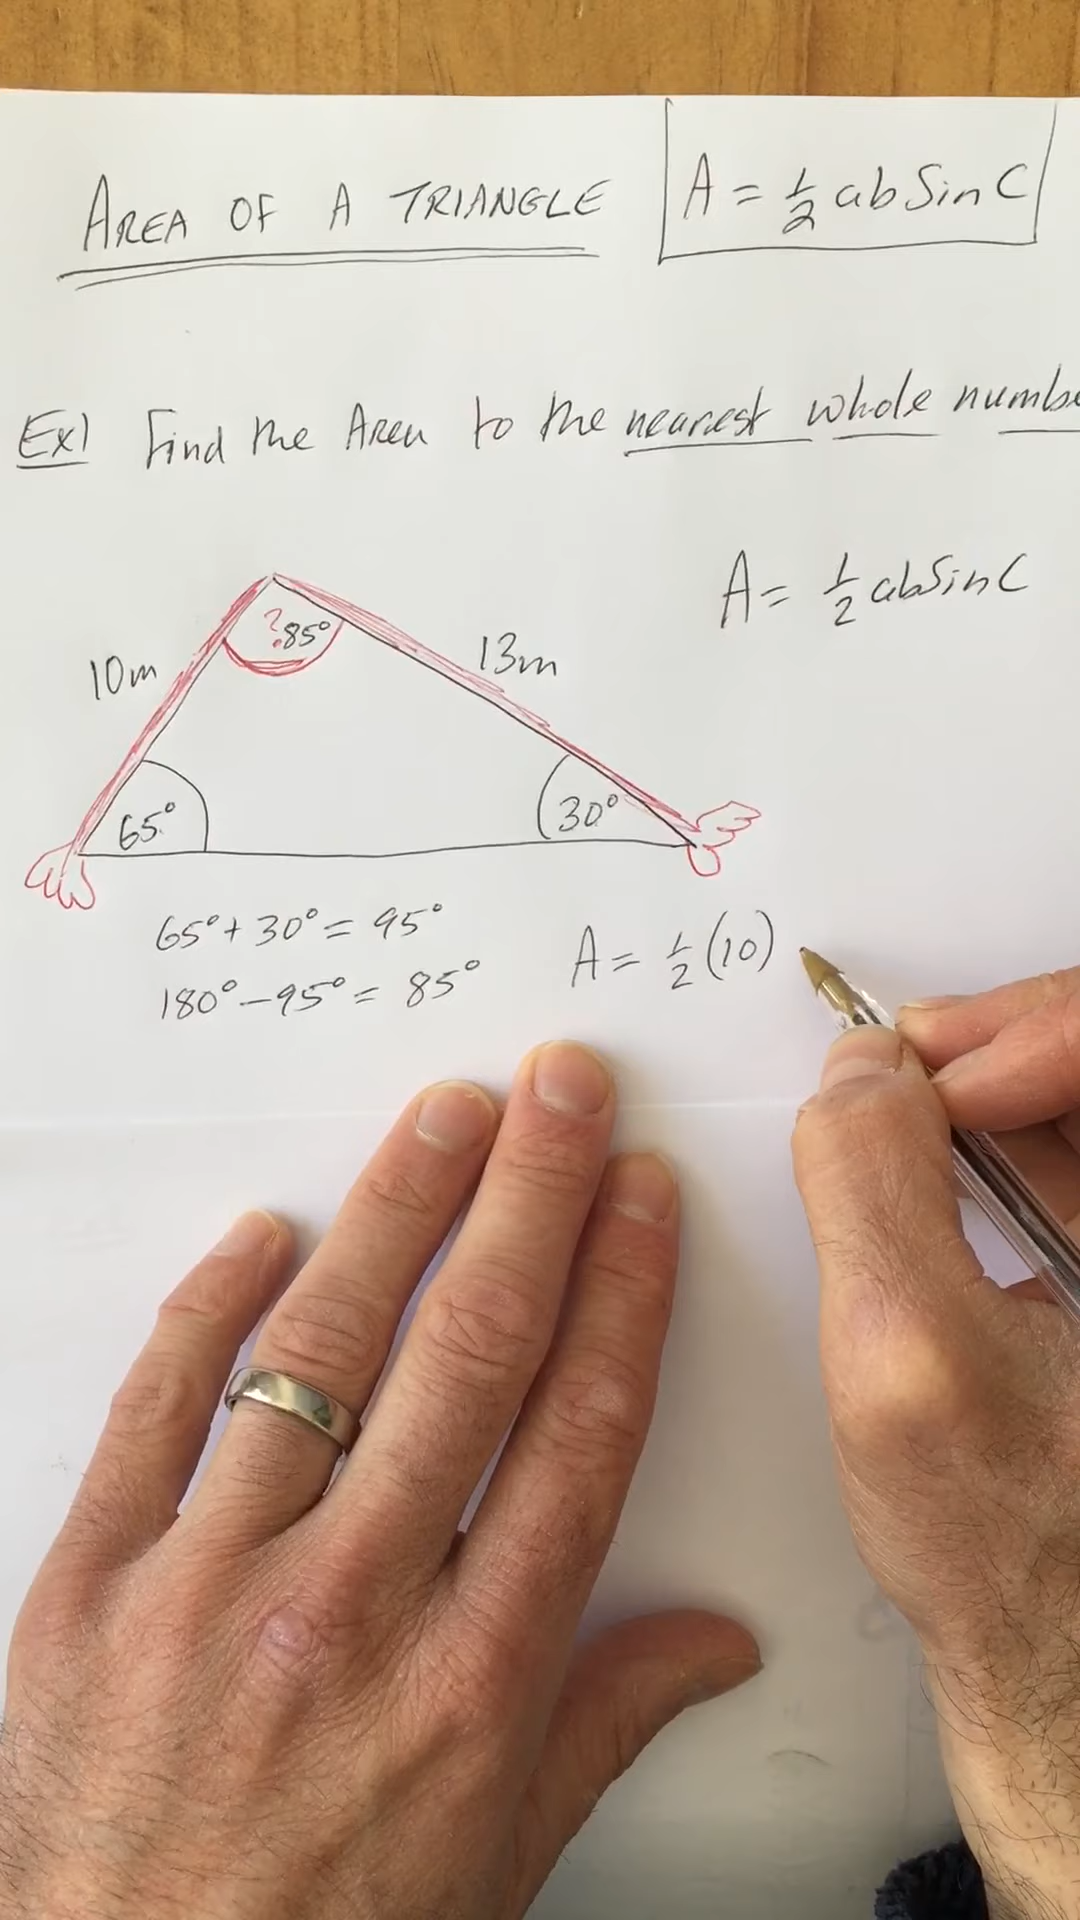 AREA OF A TRIANGLE
A = ½ ab Sin C
Ex1 Find the Area to the nearest whole numbe
A = ½ abSinC
?
85°
10m
13m
65°
30°
65° + 30° = 95°
180° - 95° = 85°
A = ½ (10)